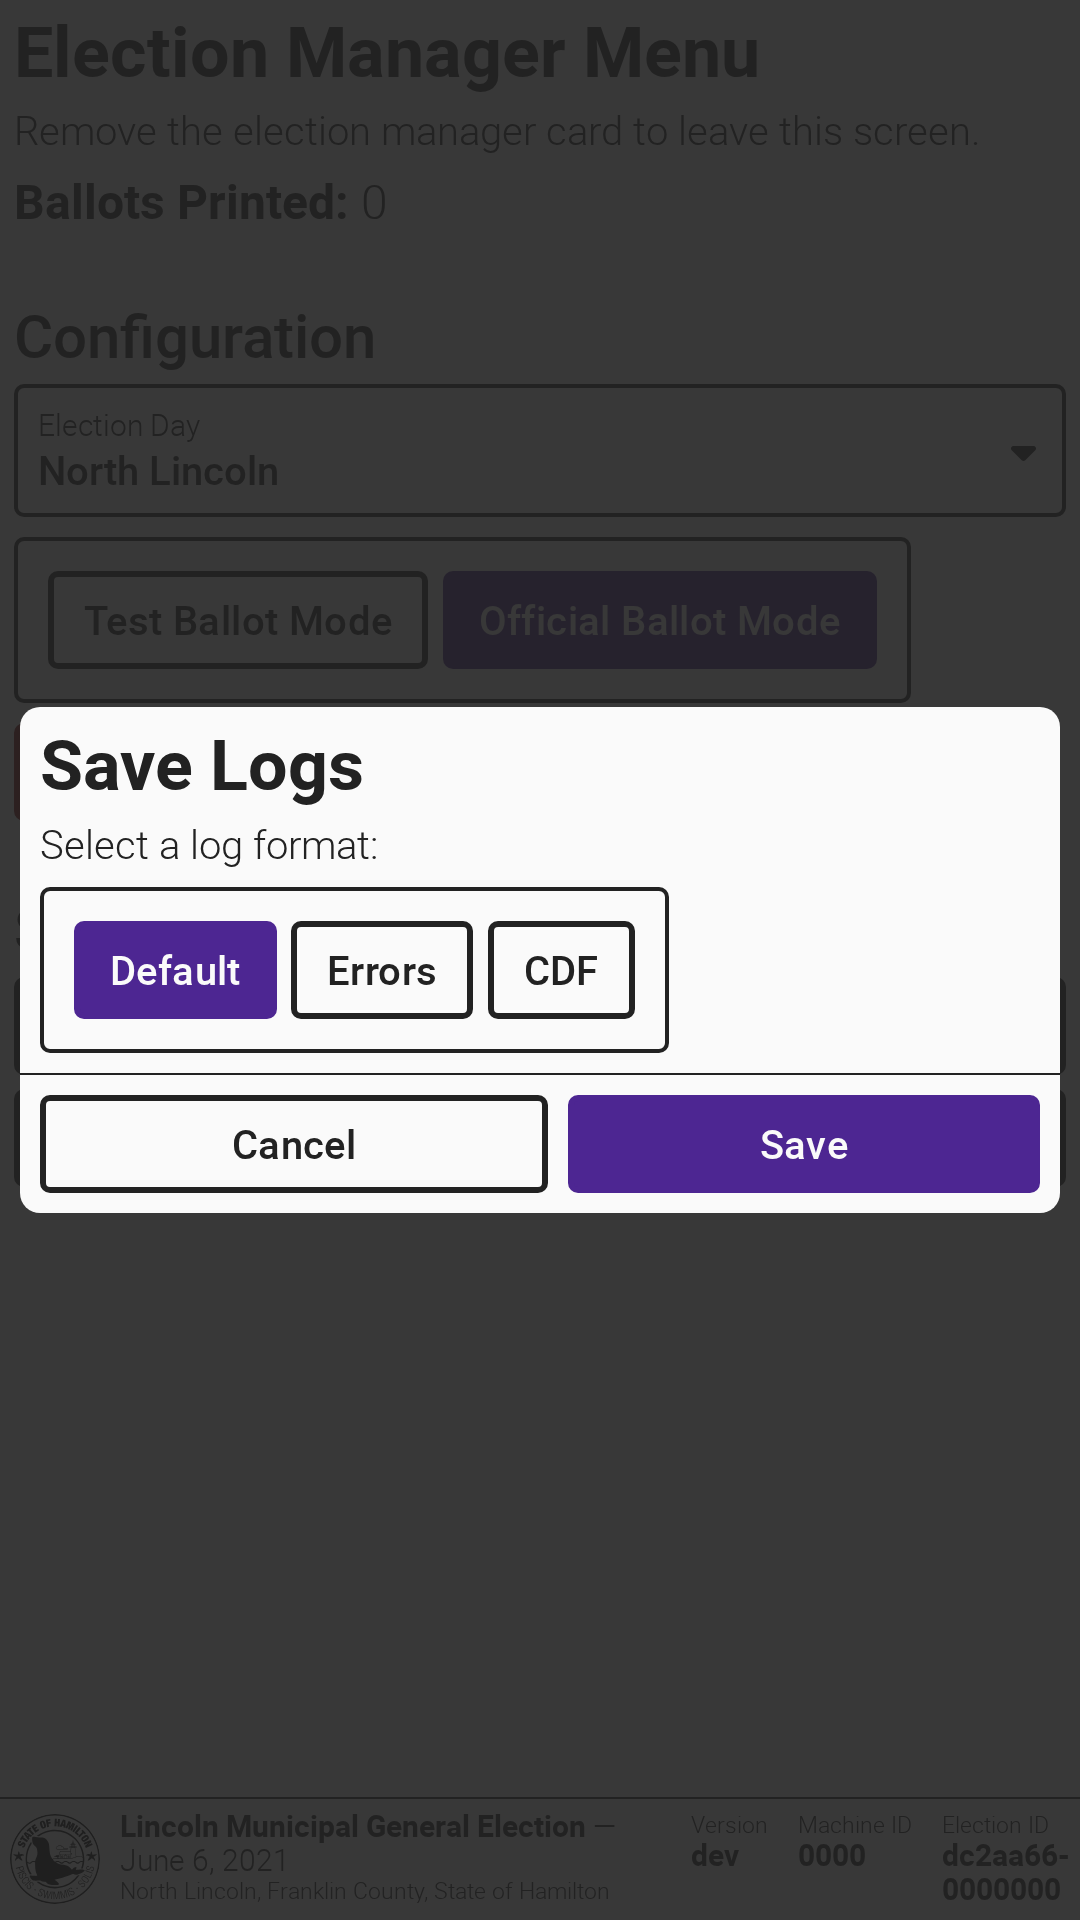 Election Manager Menu
Remove the election manager card to leave this screen.
Ballots Printed: 0
Configuration
Election Day
North Lincoln
Test Ballot Mode
Official Ballot Mode
Save Logs
Select a log format:
Default
Errors
CDF
Cancel
Save
STATE OF HAMILTON
Lincoln Municipal General Election —
June 6, 2021
North Lincoln, Franklin County, State of Hamilton
Version
dev
Machine ID
0000
Election ID
dc2aa66-
0000000